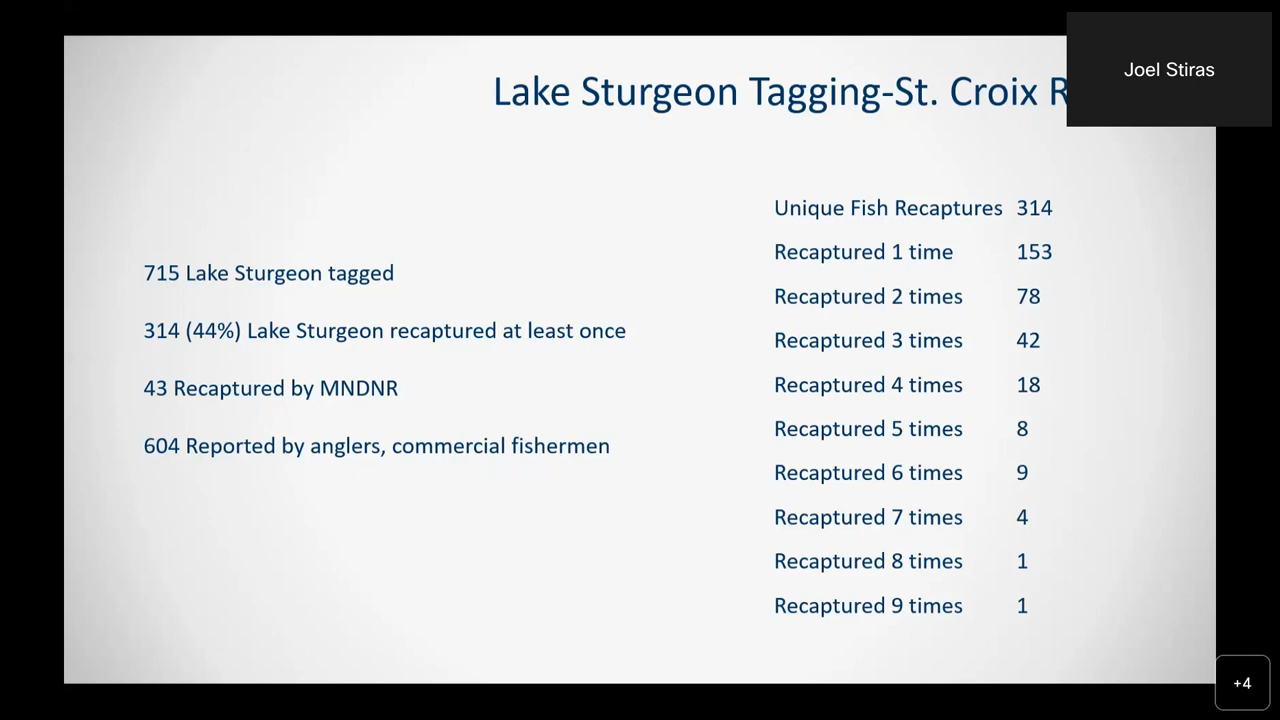 Joel Stiras
Lake Sturgeon Tagging-St. Croix
715 Lake Sturgeon tagged
314 (44%) Lake Sturgeon recaptured at least once
43 Recaptured by MNDNR
604 Reported by anglers, commercial fishermen
Unique Fish Recaptures 314
Recaptured 1 time 153
Recaptured 2 times 78
Recaptured 3 times 42
Recaptured 4 times 18
Recaptured 5 times 8
Recaptured 6 times 9
Recaptured 7 times 4
Recaptured 8 times 1
Recaptured 9 times 1
+4